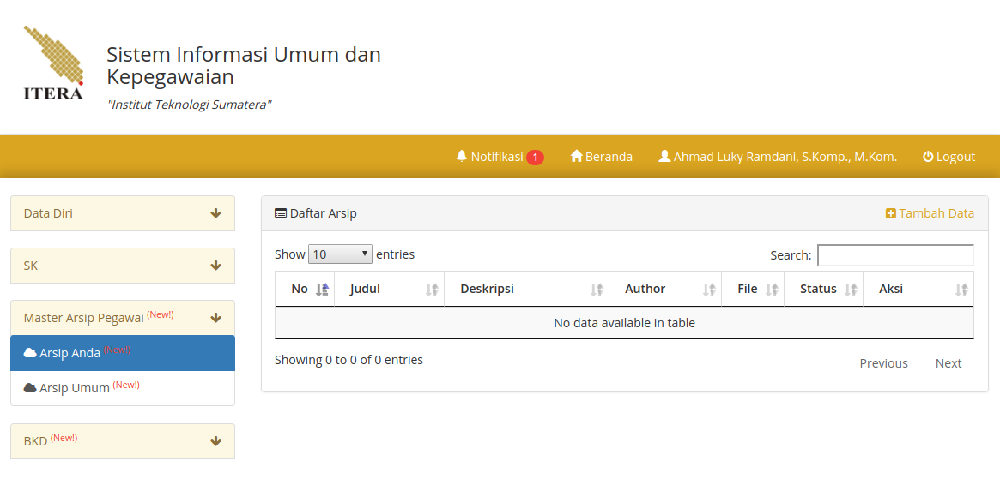 ITERA
Sistem Informasi Umum dan
Kepegawaian
"Institut Teknologi Sumatera"
Notifikasi 1 Beranda Ahmad Luky Ramdani, S.Komp., M.Kom. Logout
Data Diri
SK
Master Arsip Pegawai (New!)
Arsip Anda (New!)
Arsip Umum (New!)
BKD (New!)
Daftar Arsip Tambah Data
Show 10 entries Search:
No Judul Deskripsi Author File Status Aksi
No data available in table
Showing 0 to 0 of 0 entries Previous Next